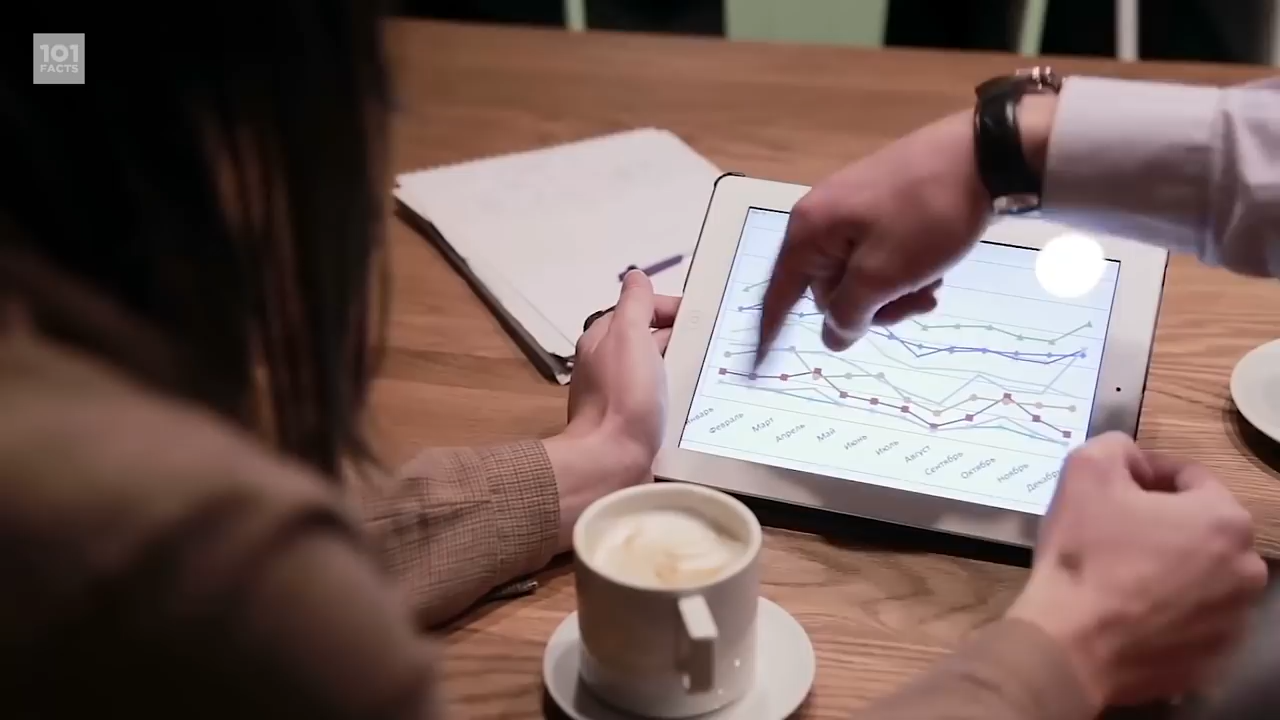 101
FACTS
Февраль
Март
Апрель
Май
Июнь
Июль
Август
Сентябрь
Октябрь
Ноябрь